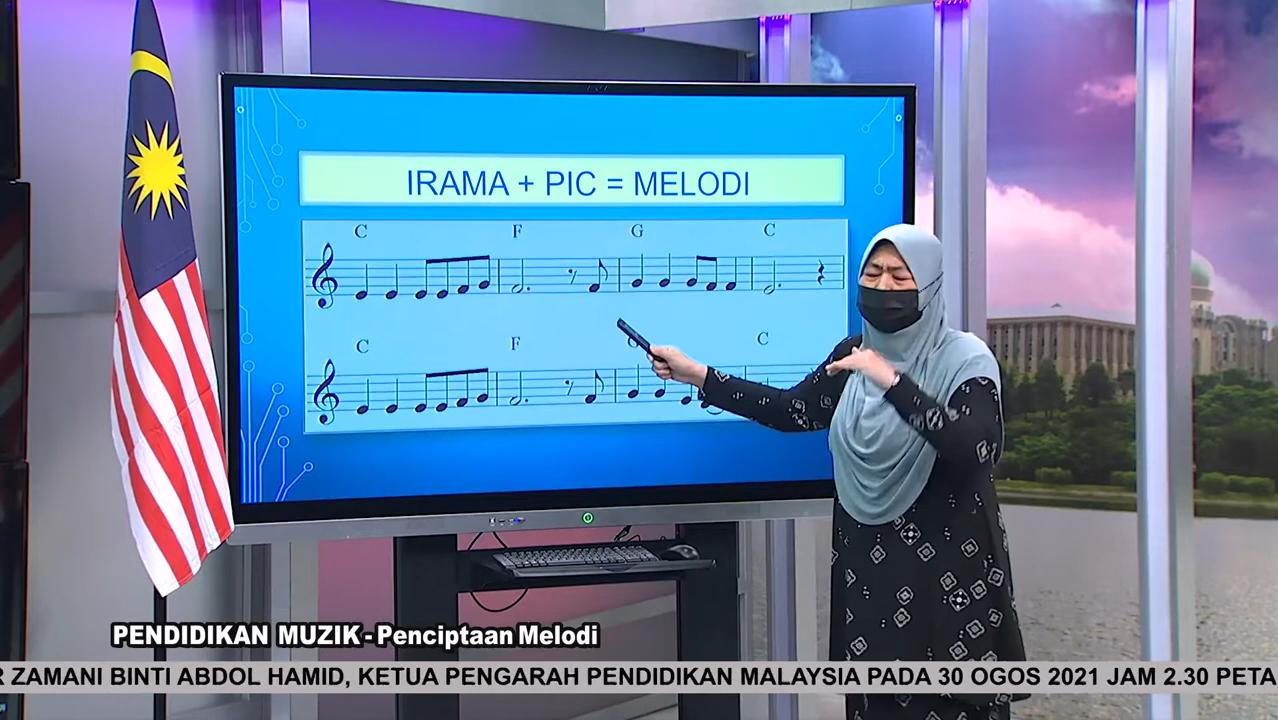 IRAMA + PIC = MELODI
C F G C
C F G C
PENDIDIKAN MUZIK - Penciptaan Melodi
R ZAMANI BINTI ABDOL HAMID, KETUA PENGARAH PENDIDIKAN MALAYSIA PADA 30 OGOS 2021 JAM 2.30 PETA